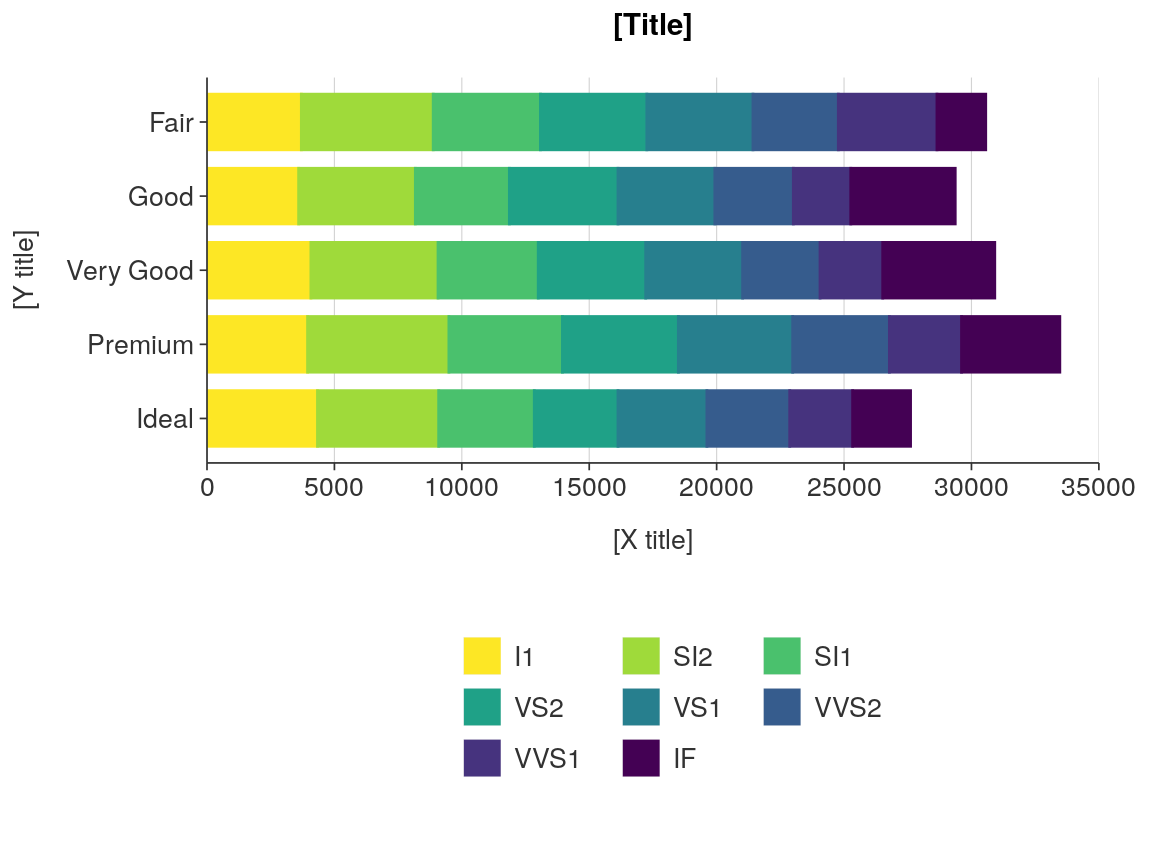 [Title]
Fair
Good
Very Good
Premium
Ideal
[Y title]
0 5000 10000 15000 20000 25000 30000 35000
[X title]
I1 SI2 SI1
VS2 VS1 VVS2
VVS1 IF